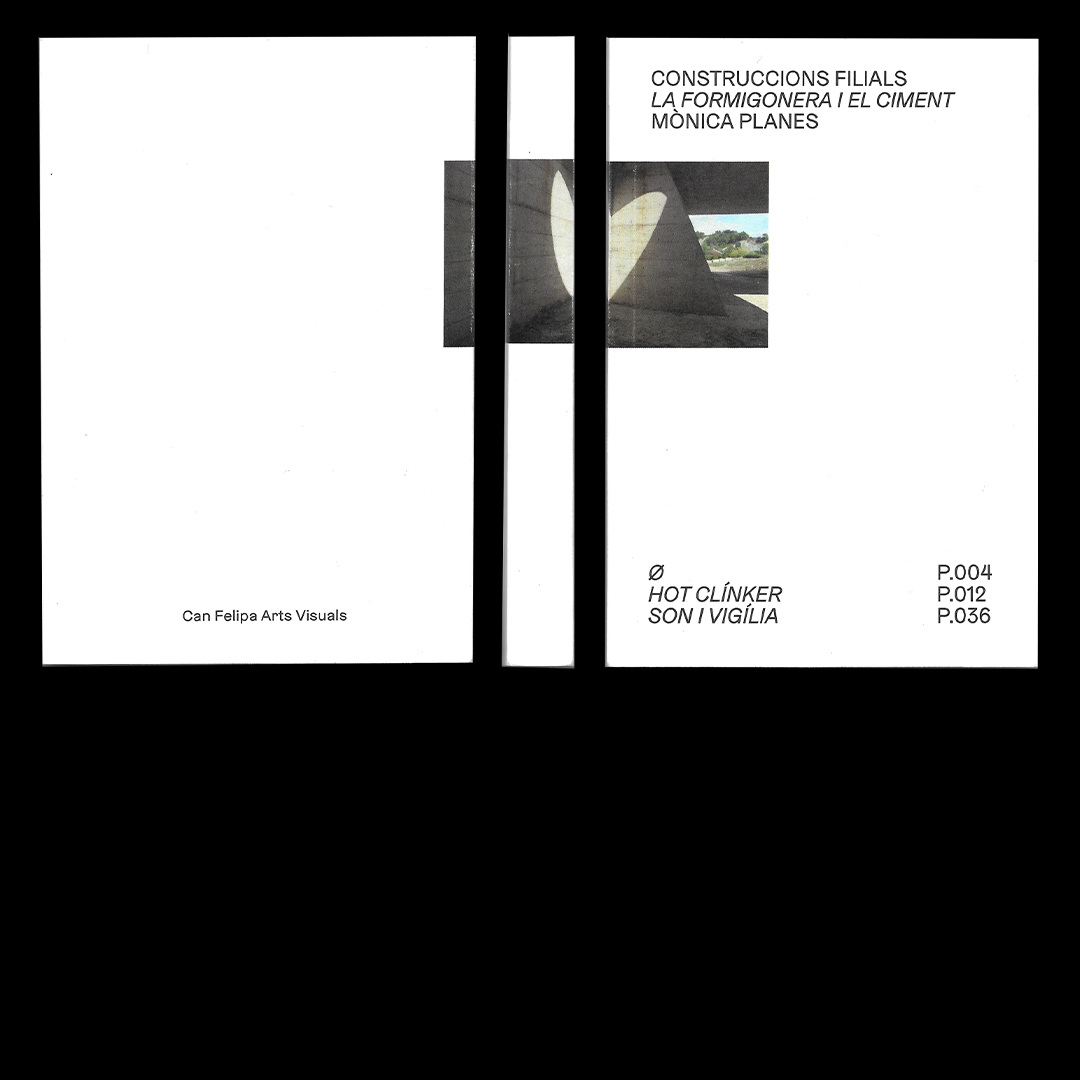 CONSTRUCCIONS FILIALS
LA FORMIGONERA I EL CIMENT
MÒNICA PLANES
Ø P.004
HOT CLÍNKER P.012
SON I VIGÍLIA P.036
Can Felipa Arts Visuals